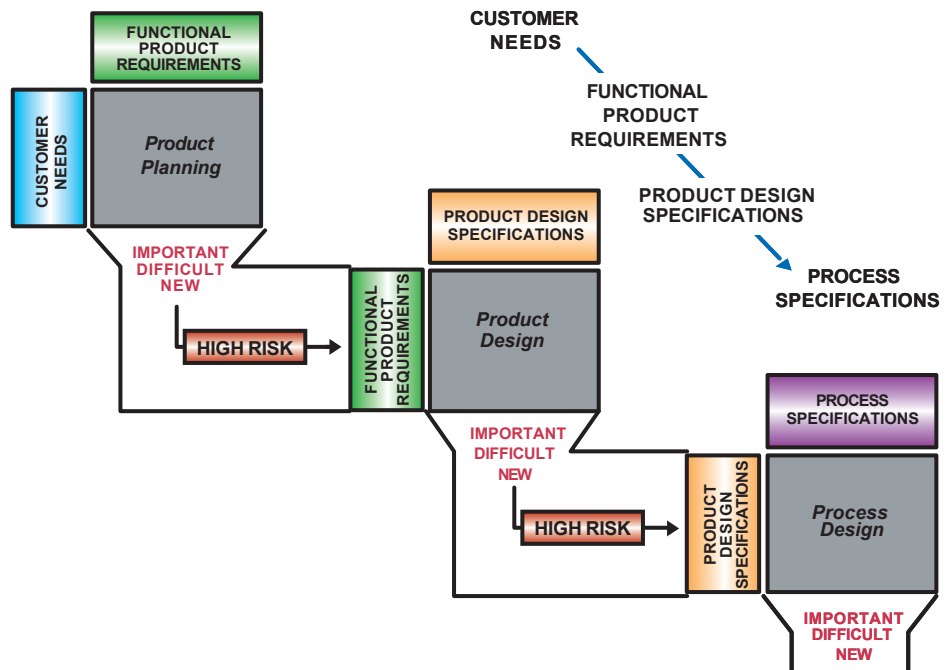 FUNCTIONAL
PRODUCT
REQUIREMENTS
CUSTOMER
NEEDS
Product
Planning
IMPORTANT
DIFFICULT
NEW
HIGH RISK
CUSTOMER
NEEDS
FUNCTIONAL
PRODUCT
REQUIREMENTS
PRODUCT DESIGN
SPECIFICATIONS
PROCESS
SPECIFICATIONS
PRODUCT DESIGN
SPECIFICATIONS
FUNCTIONAL
PRODUCT
REQUIREMENTS
Product
Design
IMPORTANT
DIFFICULT
NEW
HIGH RISK
PROCESS
SPECIFICATIONS
PRODUCT
DESIGN
SPECIFICATIONS
Process
Design
IMPORTANT
DIFFICULT
NEW